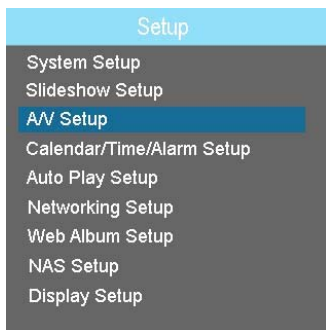 Setup
System Setup
Slideshow Setup
A/V Setup
Calendar/Time/Alarm Setup
Auto Play Setup
Networking Setup
Web Album Setup
NAS Setup
Display Setup